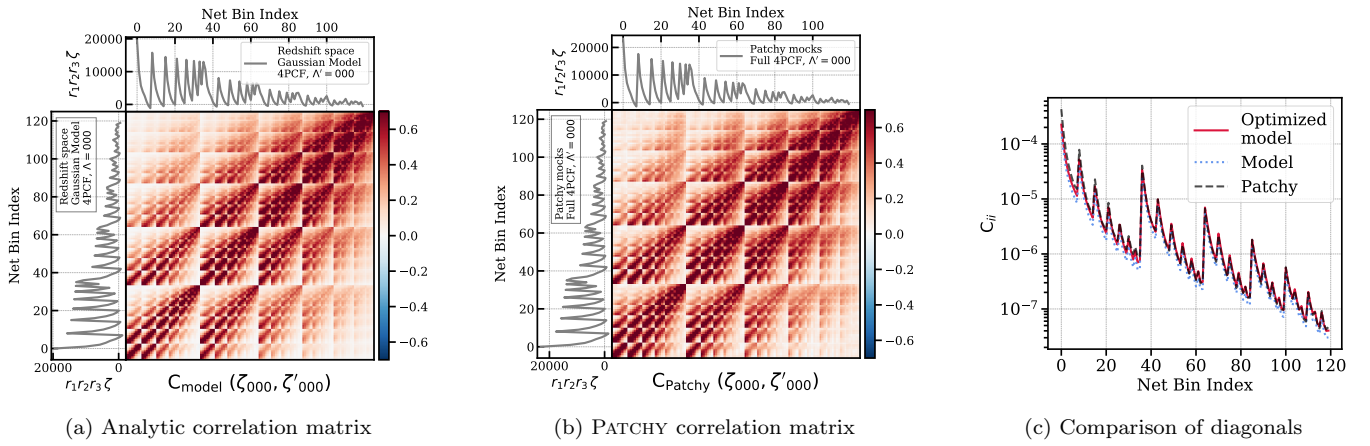 Net Bin Index
0 20 40 60 80 100
20000
10000
0
r₁r₂r₃ ζ
Redshift space
Gaussian Model
4PCF, Λ′ = 000
120
100
80
60
40
20
0
Net Bin Index
Redshift space
Gaussian Model
4PCF, Λ = 000
0.6
0.4
0.2
0.0
−0.2
−0.4
−0.6
20000 0
r₁r₂r₃ ζ
C_model (ζ₀₀₀, ζ′₀₀₀)
(a) Analytic correlation matrix
Net Bin Index
0 20 40 60 80 100
20000
10000
0
r₁r₂r₃ ζ
Patchy mocks
Full 4PCF, Λ′ = 000
120
100
80
60
40
20
0
Net Bin Index
Patchy mocks
Full 4PCF, Λ′ = 000
0.6
0.4
0.2
0.0
−0.2
−0.4
−0.6
20000 0
r₁r₂r₃ ζ
C_Patchy (ζ₀₀₀, ζ′₀₀₀)
(b) PATCHY correlation matrix
10⁻⁴
10⁻⁵
10⁻⁶
10⁻⁷
C_ii
Optimized
model
Model
Patchy
0 20 40 60 80 100 120
Net Bin Index
(c) Comparison of diagonals